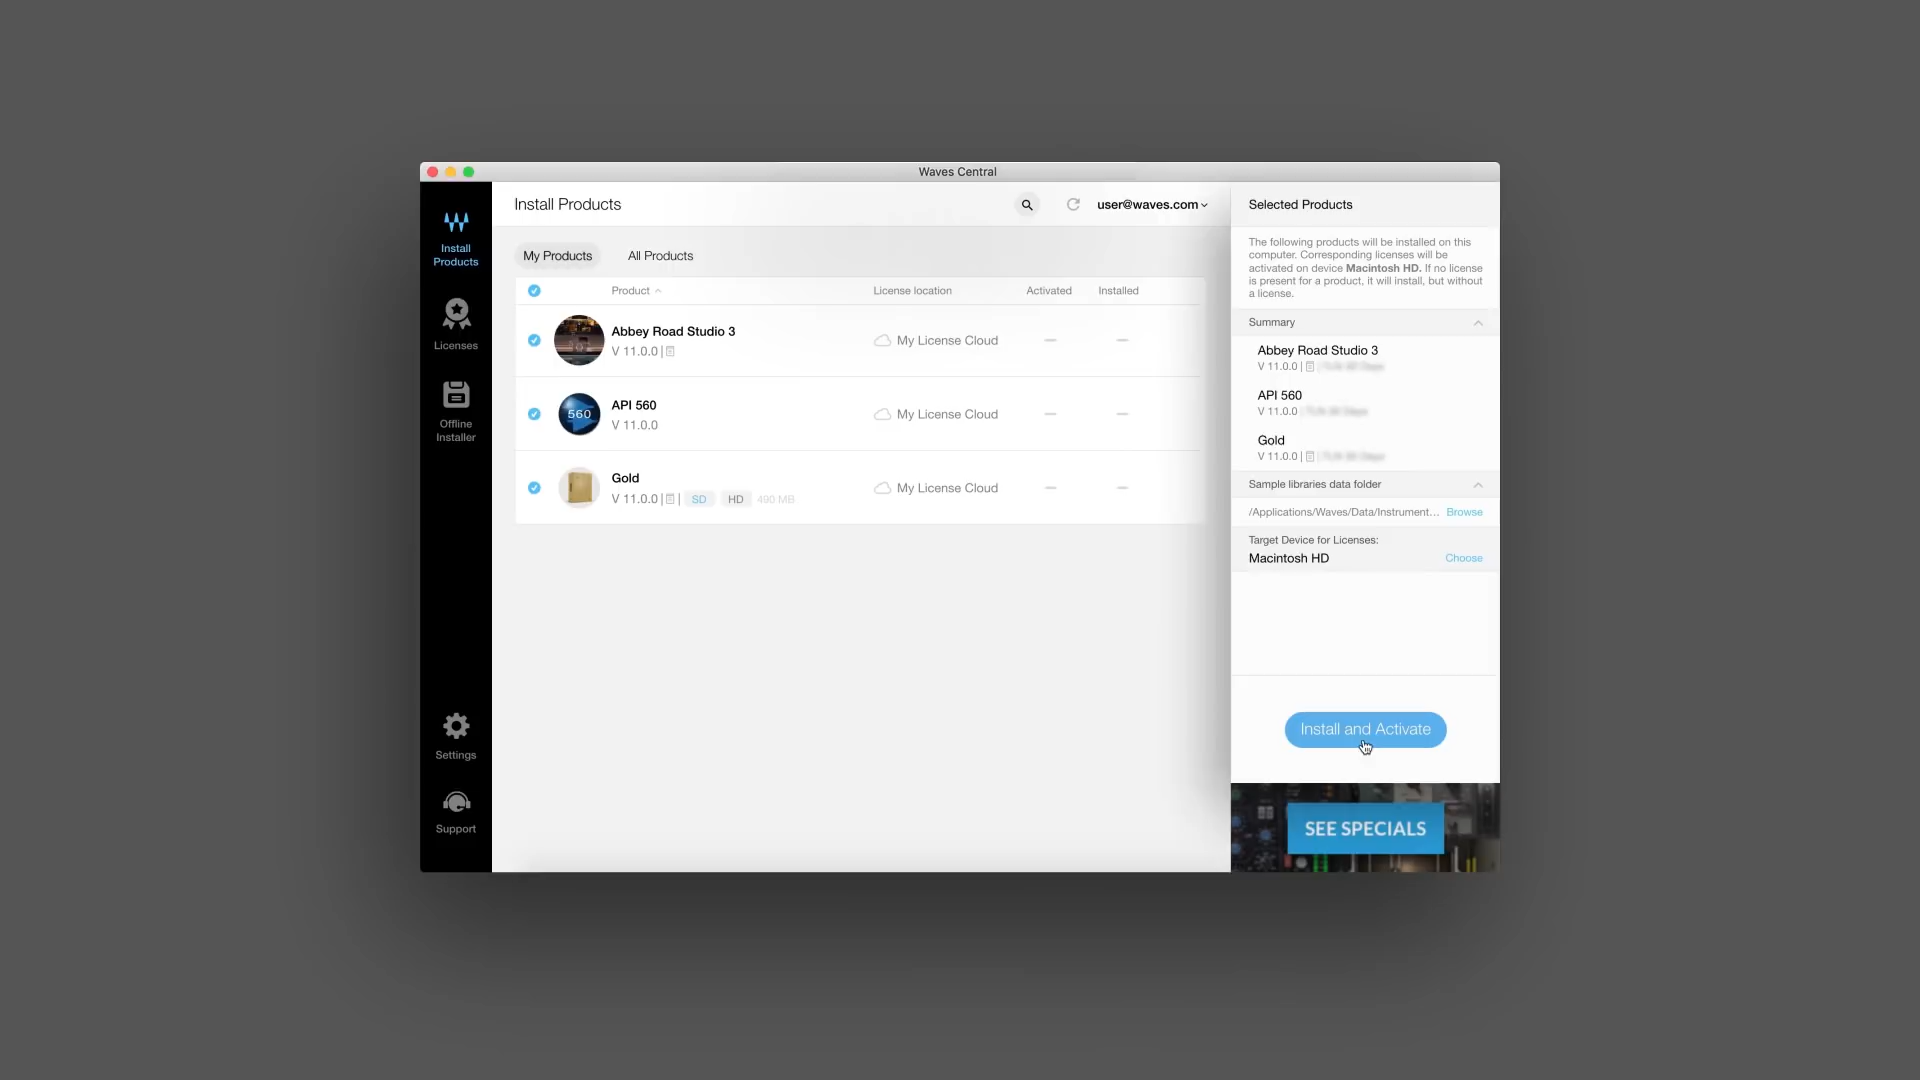 Waves Central
Install Products
user@waves.com
Selected Products
Install
Products
Licenses
Offline
Installer
Settings
Support
My Products
All Products
Product
License location
Activated
Installed
Abbey Road Studio 3
V 11.0.0 |
My License Cloud
560
API 560
V 11.0.0
My License Cloud
Gold
V 11.0.0 | | SD HD 490 MB
My License Cloud
The following products will be installed on this
computer. Corresponding licenses will be
activated on device Macintosh HD. If no license
is present for a product, it will install, but without
a license.
Summary
Abbey Road Studio 3
V 11.0.0 |
API 560
V 11.0.0
Gold
V 11.0.0 |
Sample libraries data folder
/Applications/Waves/Data/Instrument... Browse
Target Device for Licenses:
Macintosh HD Choose
Install and Activate
SEE SPECIALS